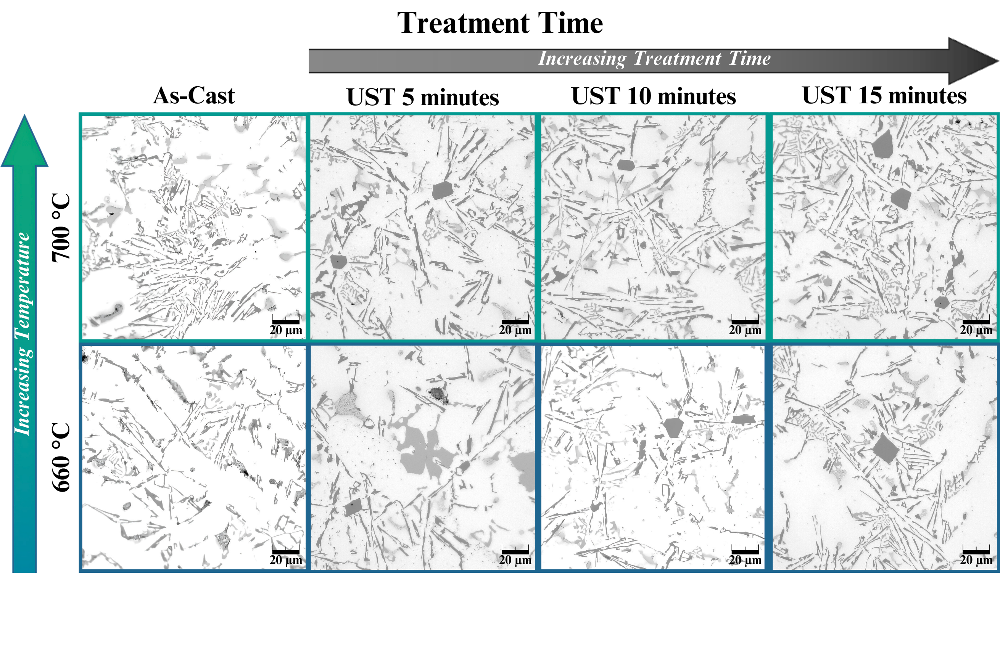 Treatment Time
Increasing Treatment Time
As-Cast
UST 5 minutes
UST 10 minutes
UST 15 minutes
Increasing Temperature
700 °C
20 µm
20 µm
20 µm
20 µm
660 °C
20 µm
20 µm
20 µm
20 µm